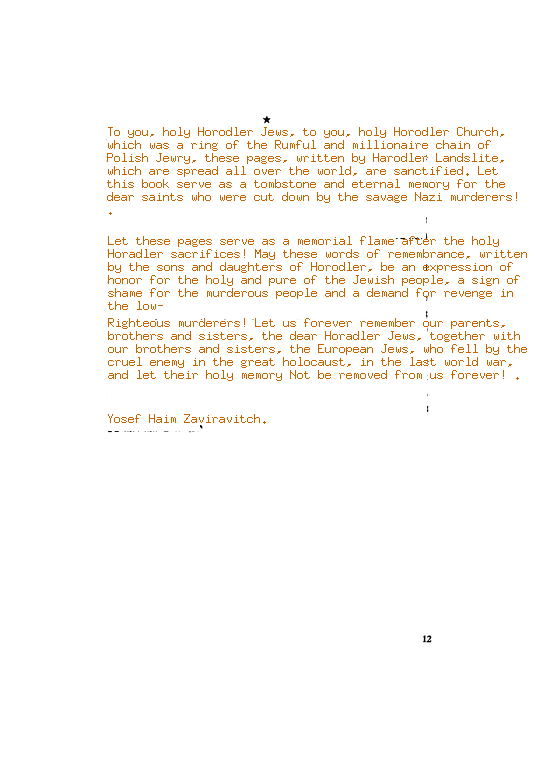 ★
To you, holy Horodler Jews, to you, holy Horodler Church,
which was a ring of the Rumful and millionaire chain of
Polish Jewry, these pages, written by Harodler Landslite,
which are spread all over the world, are sanctified. Let
this book serve as a tombstone and eternal memory for the
dear saints who were cut down by the savage Nazi murderers!
.
Let these pages serve as a memorial flame after the holy
Horadler sacrifices! May these words of remembrance, written
by the sons and daughters of Horodler, be an expression of
honor for the holy and pure of the Jewish people, a sign of
shame for the murderous people and a demand for revenge in
the low-
Righteous murderers! Let us forever remember our parents,
brothers and sisters, the dear Horadler Jews, together with
our brothers and sisters, the European Jews, who fell by the
cruel enemy in the great holocaust, in the last world war,
and let their holy memory Not be removed from us forever! .
Yosef Haim Zaviravitch.
12